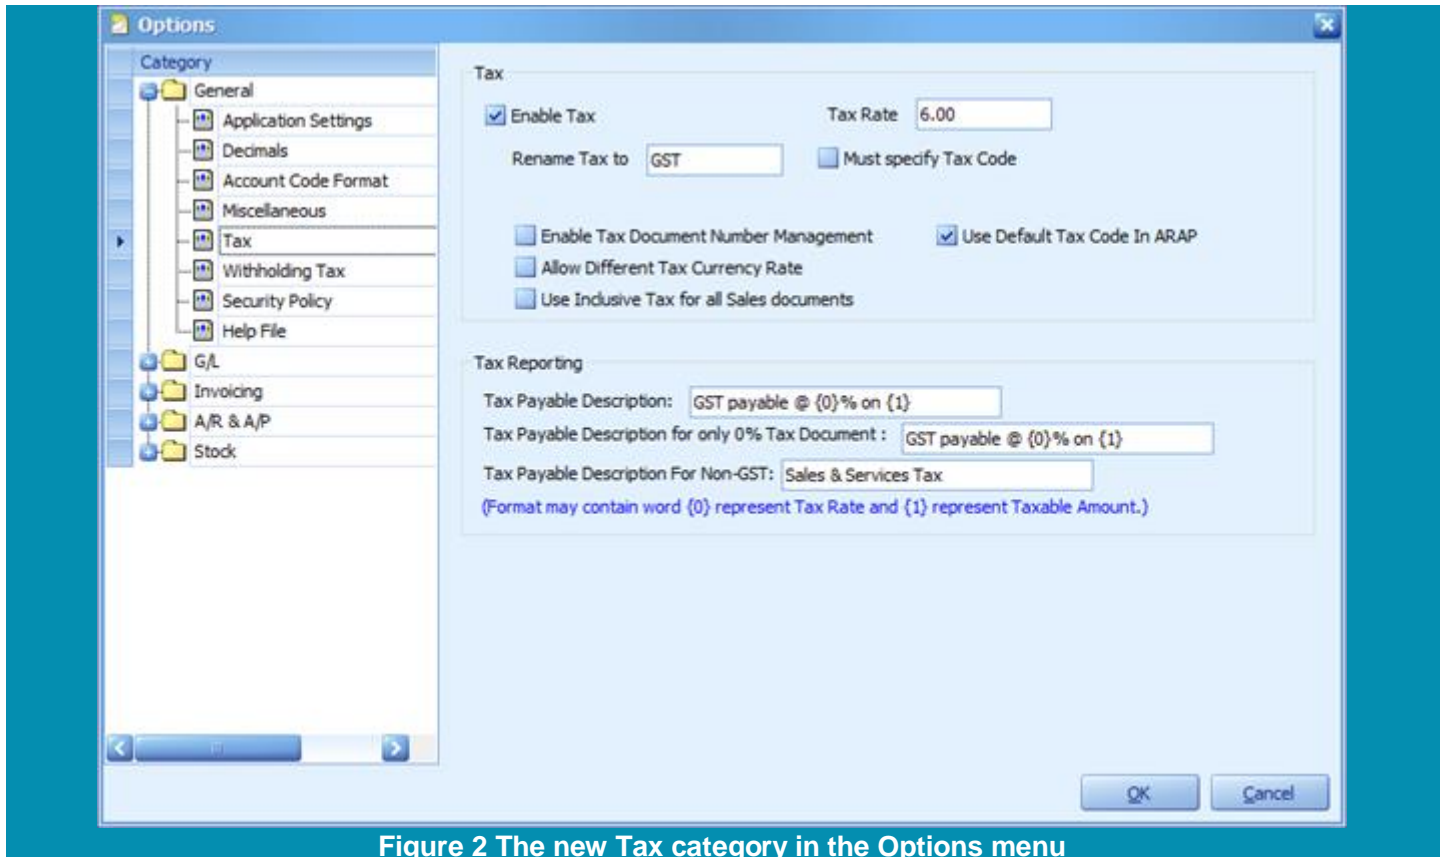 Options
Category
General
Application Settings
Decimals
Account Code Format
Miscellaneous
Tax
Withholding Tax
Security Policy
Help File
G/L
Invoicing
A/R & A/P
Stock
Tax
Enable Tax
Tax Rate 6.00
Rename Tax to GST
Must specify Tax Code
Enable Tax Document Number Management
Use Default Tax Code In ARAP
Allow Different Tax Currency Rate
Use Inclusive Tax for all Sales documents
Tax Reporting
Tax Payable Description: GST payable @ {0}% on {1}
Tax Payable Description for only 0% Tax Document : GST payable @ {0}% on {1}
Tax Payable Description For Non-GST: Sales & Services Tax
(Format may contain word {0} represent Tax Rate and {1} represent Taxable Amount.)
OK Cancel
Figure 2 The new Tax category in the Options menu